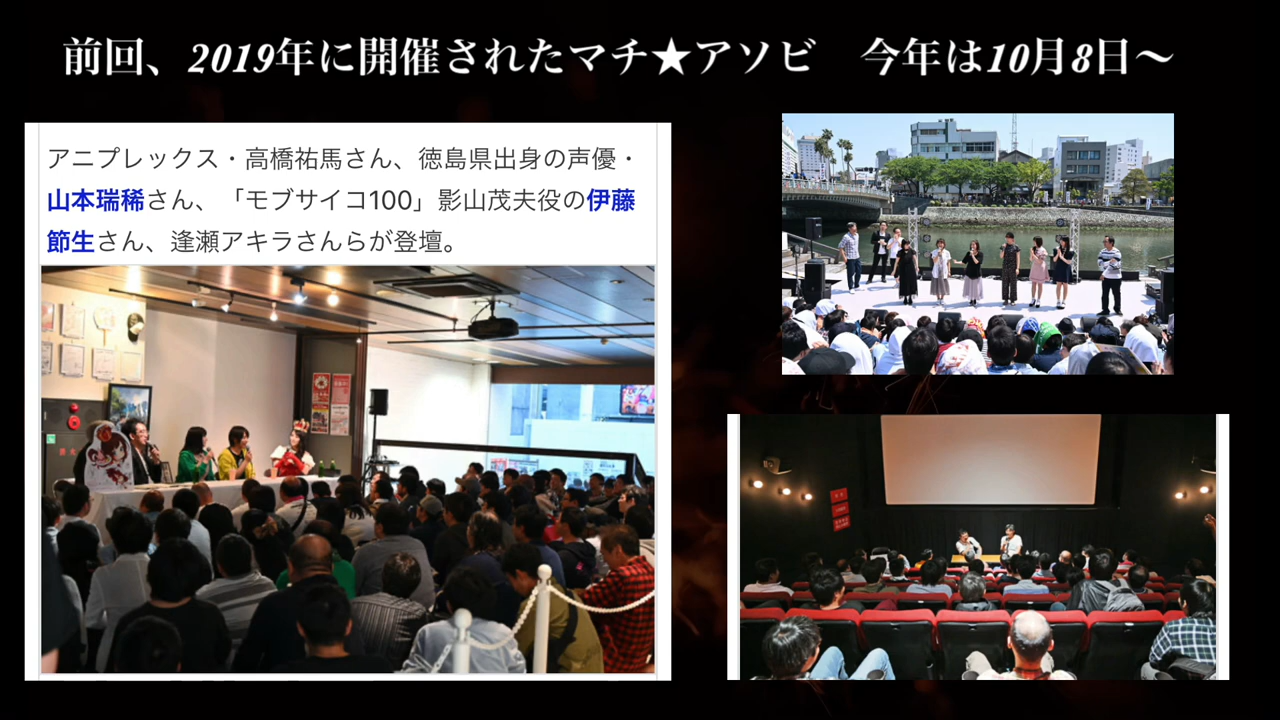 前回、2019年に開催されたマチ★アソビ　今年は10月8日～
アニプレックス・高橋祐馬さん、徳島県出身の声優・
山本瑞稀さん、「モブサイコ100」影山茂夫役の伊藤
節生さん、逢瀬アキラさんらが登壇。